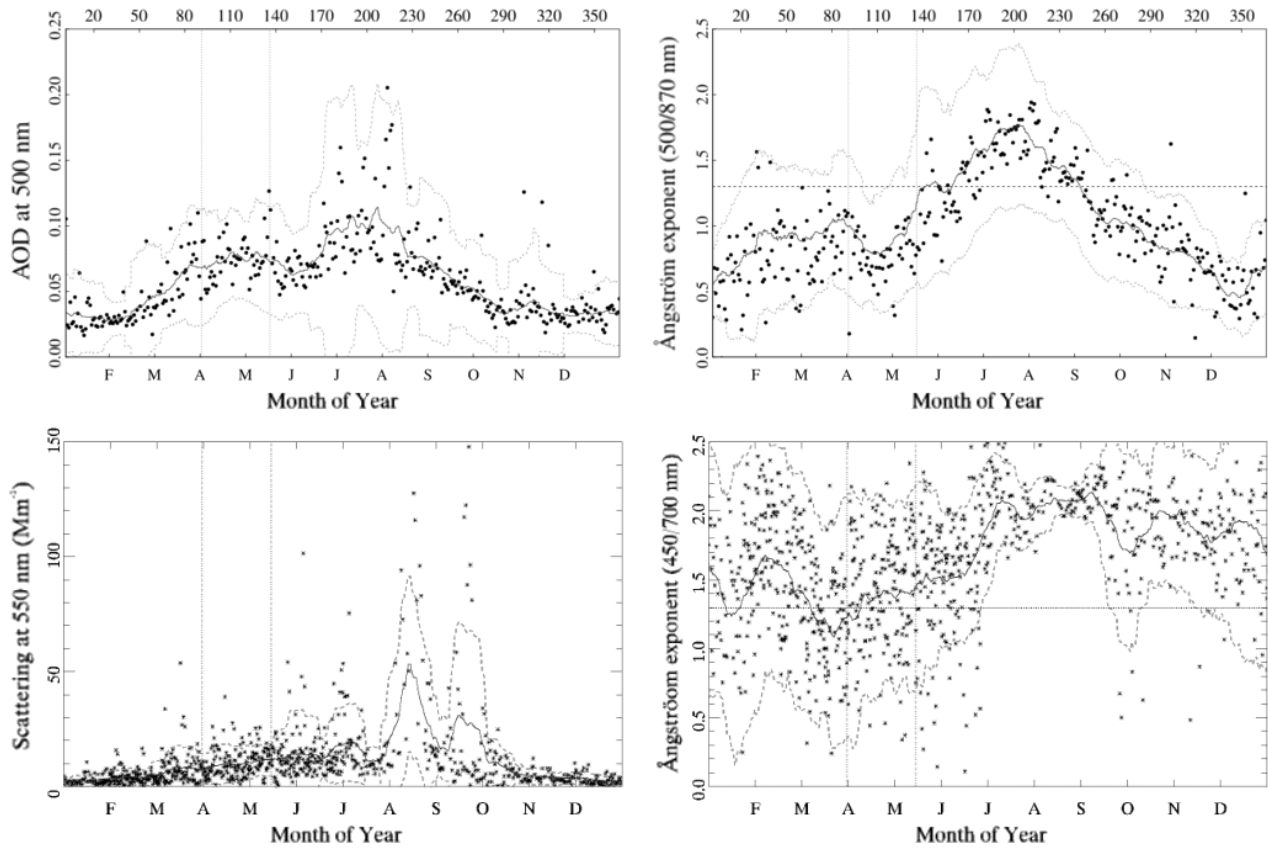 20 50 80 110 140 170 200 230 260 290 320 350
0.25
0.20
0.15
0.10
0.05
0.00
AOD at 500 nm
F M A M J J A S O N D
Month of Year
20 50 80 110 140 170 200 230 260 290 320 350
2.5
2.0
1.5
1.0
0.5
0.0
Ångström exponent (500/870 nm)
F M A M J J A S O N D
Month of Year
150
100
50
0
Scattering at 550 nm (Mm⁻¹)
F M A M J J A S O N D
Month of Year
2.5
2.0
1.5
1.0
0.5
0.0
Ångströom exponent (450/700 nm)
F M A M J J A S O N D
Month of Year